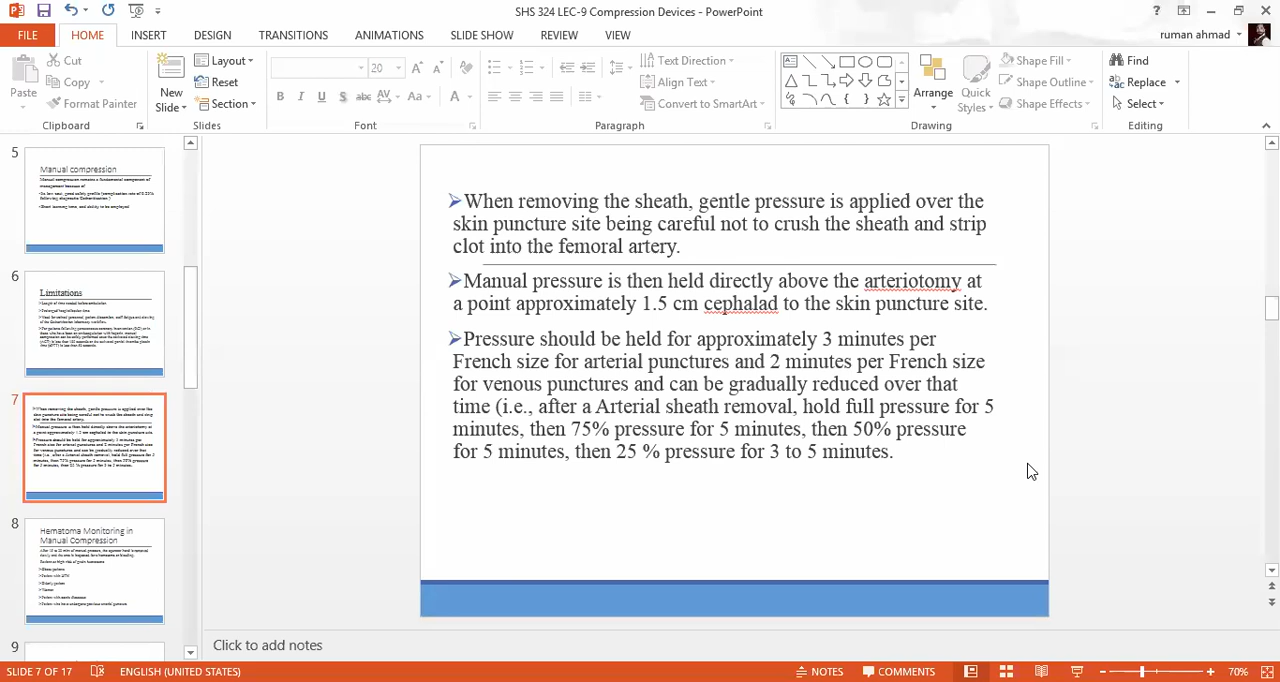 SHS 324 LEC-9 Compression Devices - PowerPoint
FILE HOME INSERT DESIGN TRANSITIONS ANIMATIONS SLIDE SHOW REVIEW VIEW ruman ahmad
Paste Cut Copy Format Painter
Clipboard
New Slide Layout Reset Section
Slides
20
B I U S abc AV Aa A
Font
Text Direction
Align Text
Convert to SmartArt
Paragraph
Arrange Quick Styles
Shape Fill
Shape Outline
Shape Effects
Drawing
Find
Replace
Select
Editing
5
Manual compression
6
Limitations
7
8
Hematoma Monitoring in
Manual Compression
9
When removing the sheath, gentle pressure is applied over the
skin puncture site being careful not to crush the sheath and strip
clot into the femoral artery.
Manual pressure is then held directly above the arteriotomy at
a point approximately 1.5 cm cephalad to the skin puncture site.
Pressure should be held for approximately 3 minutes per
French size for arterial punctures and 2 minutes per French size
for venous punctures and can be gradually reduced over that
time (i.e., after a Arterial sheath removal, hold full pressure for 5
minutes, then 75% pressure for 5 minutes, then 50% pressure
for 5 minutes, then 25 % pressure for 3 to 5 minutes.
Click to add notes
SLIDE 7 OF 17 ENGLISH (UNITED STATES) NOTES COMMENTS 70%